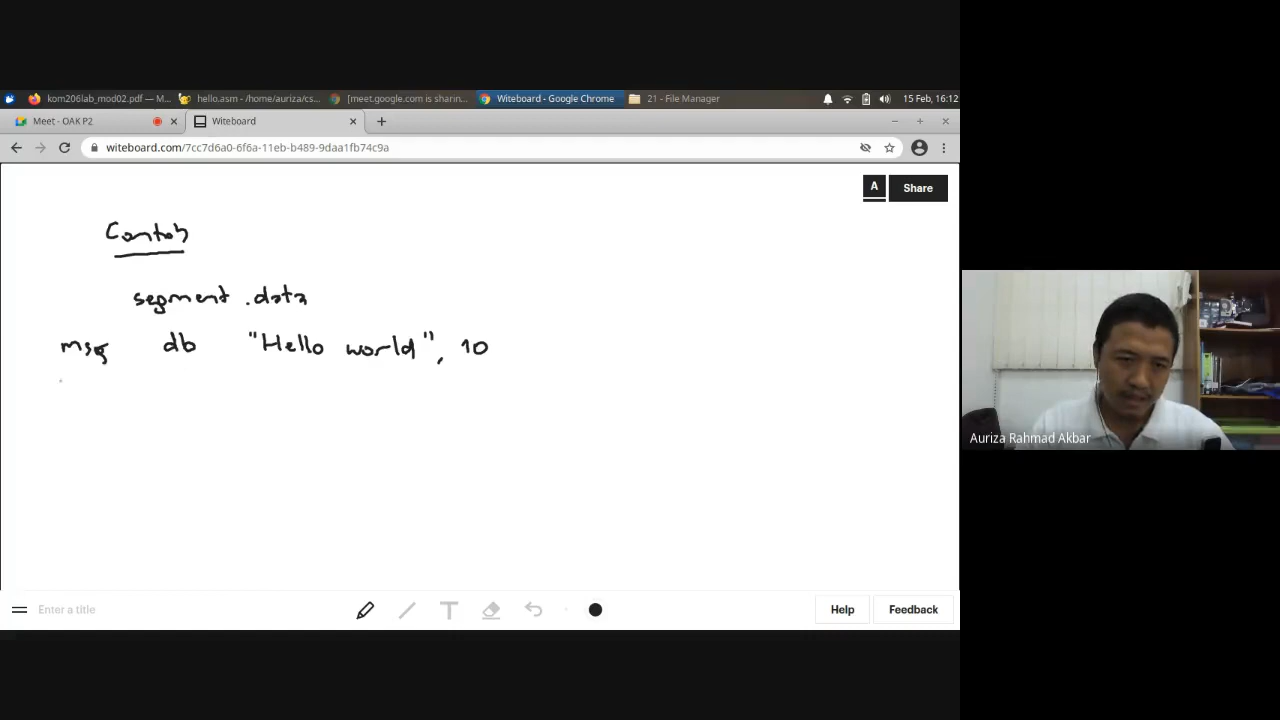 kom206lab_mod02.pdf — M...
hello.asm - /home/auriza/cs...
[meet.google.com is sharin...
Witeboard - Google Chrome
21 - File Manager
15 Feb, 16:12
Meet - OAK P2
Witeboard
witeboard.com/7cc7d6a0-6f6a-11eb-b489-9daa1fb74c9a
A
Share
Contoh
segment .data
msg db "Hello world", 10
Auriza Rahmad Akbar
Enter a title
T
Help
Feedback